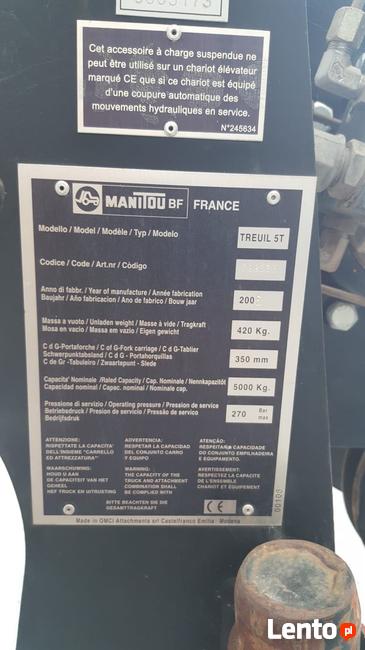 Cet accessoire à charge suspendue ne
peut être utilisé sur un chariot élévateur
marqué CE que si ce chariot est équipé
d'une coupure automatique des
mouvements hydrauliques en service.
N°245634
MANITOU BF FRANCE
Modello / Model / Modèle / Typ / Modelo TREUIL 5T
Codice / Code / Art.nr / Código
Anno di fabbr. / Year of manufacture / Année fabrication
Baujahr / Año fabricacion / Ano de fabrico / Bouw jaar 200
Massa a vuoto / Unladen weight / Masse à vide / Tragkraft
Mosa en vacio / Massa em vazio / Eigen gewicht 420 Kg.
C d G-Portaforche / C of G-Fork carriage / C d G-Tablier
Schwerpunktabstand / C d G - Portahorquillas
C de Gr -Tabuleiro / Zwaartepunt - Slede 350 mm
Capacita' Nominale /Raled Capacity / Cap. Nominale / Nennkapazität
Capacidad nominal / Capac. nominal / Nom. capaciteit 5000 Kg.
Pressione di servizio / Operating pressure / Pression de service
Betriebsdruck / Presion de servicio / Pressão de servicio
Bedrijfsdruk 270 Bar max
ATTENZIONE:
RISPETTATE LA CAPACITA'
DELL'INSIEME "CARRELLO
ED ATTREZZATURA"
ADVERTENCIA:
RESPETAR LA CAPACIDAD
DEL CONJUNTO CARRO
Y EQUIPO
ATENÇÃO:
RESPEITAR A CAPACIDADE
DO CONJUNTO EMPILHADEIRA
E EQUIPAMENTO.
WAARSCHUWING:
HOUD U AAN
DE CAPACITEIT VAN HET
GEHEEL
HEF TRUCK EN UITRUSTING
WARNING:
THE CAPACITY OF THE
TRUCK AND ATTACHMENT
COMBINATION SHALL
BE COMPLIED WITH
AVERTISSEMENT:
RESPECTEZ LA CAPACITE
DE L'ENSEMBLE
CHARIOT ET EQUIPEMENT
BITTE BEACHTEN SIE DIE
GESAMTTRAGKRAFT
CE
00100
Made in OMCI Attachments srl Castelfranco Emilia Modena
Lento.pl